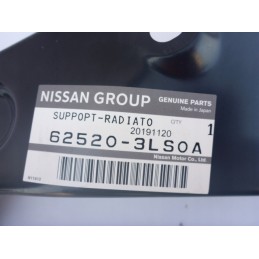 NISSAN GROUP GENUINE PARTS
Made in Japan
SUPPOPT-RADIATO QTY
20191120 1
62520-3LS0A
Nissan Motor Co., Ltd.